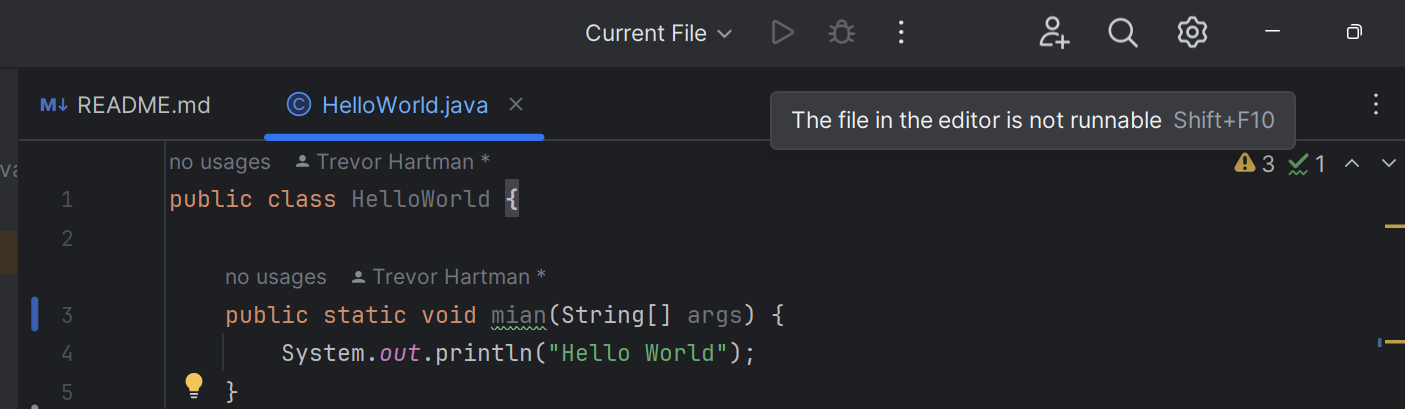 Current File
M↓ README.md
C HelloWorld.java
The file in the editor is not runnable Shift+F10
no usages Trevor Hartman *
3 1
1 public class HelloWorld {
2
no usages Trevor Hartman *
3 public static void mian(String[] args) {
4 System.out.println("Hello World");
5 }